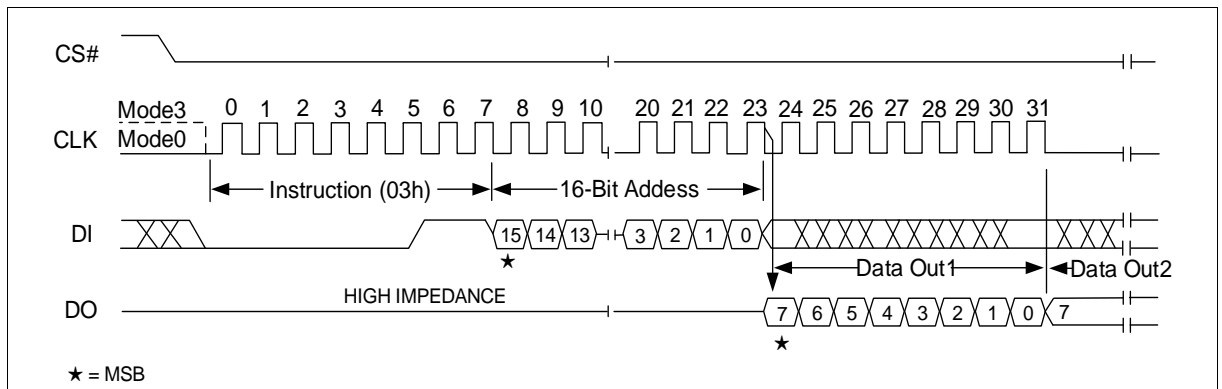 CS#
Mode3 0 1 2 3 4 5 6 7 8 9 10 20 21 22 23 24 25 26 27 28 29 30 31
CLK Mode0
Instruction (03h) 16-Bit Addess
DI 15 14 13 3 2 1 0
Data Out1 Data Out2
HIGH IMPEDANCE
DO 7 6 5 4 3 2 1 0 7
★ ★
★ = MSB